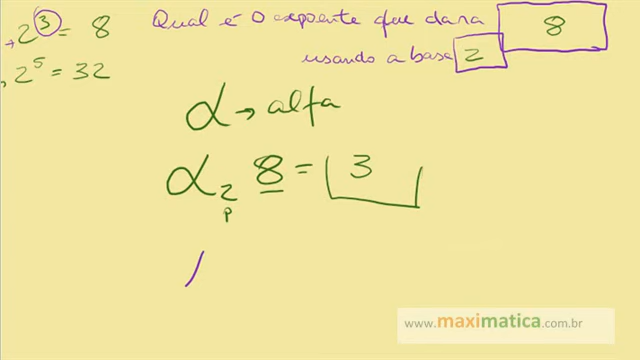 2³ = 8
Qual é o expoente que dara 8
usando a base 2
2⁵ = 32
α → alfa
α₂ 8 = 3
p
www.maximatica.com.br